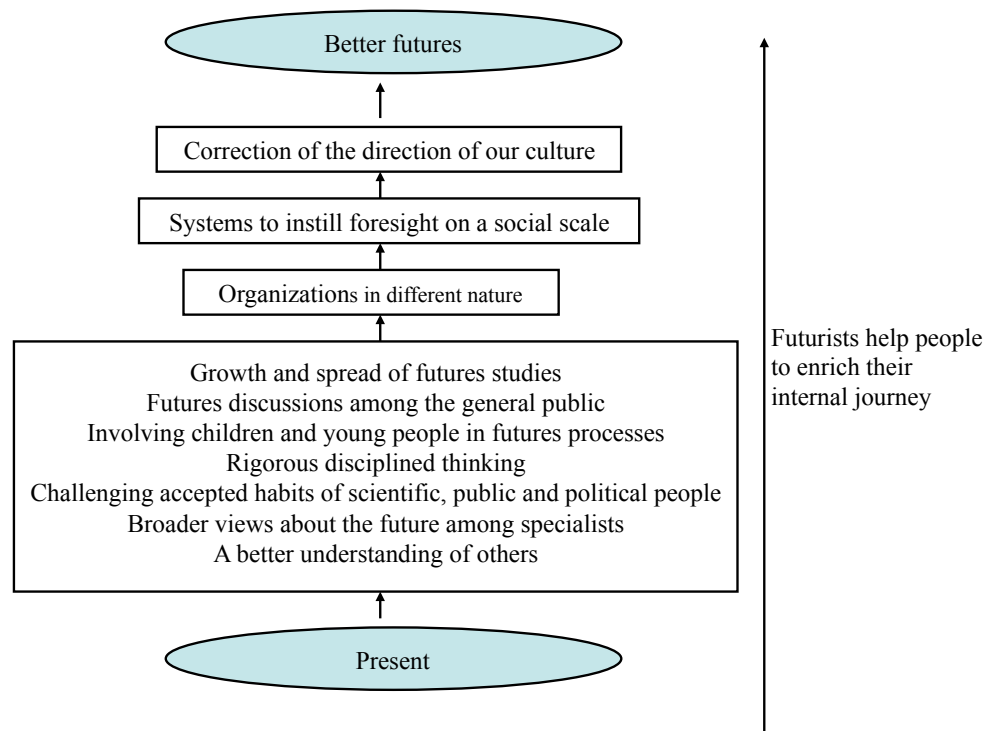 Better futures
Correction of the direction of our culture
Systems to instill foresight on a social scale
Organizations in different nature
Growth and spread of futures studies
Futures discussions among the general public
Involving children and young people in futures processes
Rigorous disciplined thinking
Challenging accepted habits of scientific, public and political people
Broader views about the future among specialists
A better understanding of others
Present
Futurists help people
to enrich their
internal journey